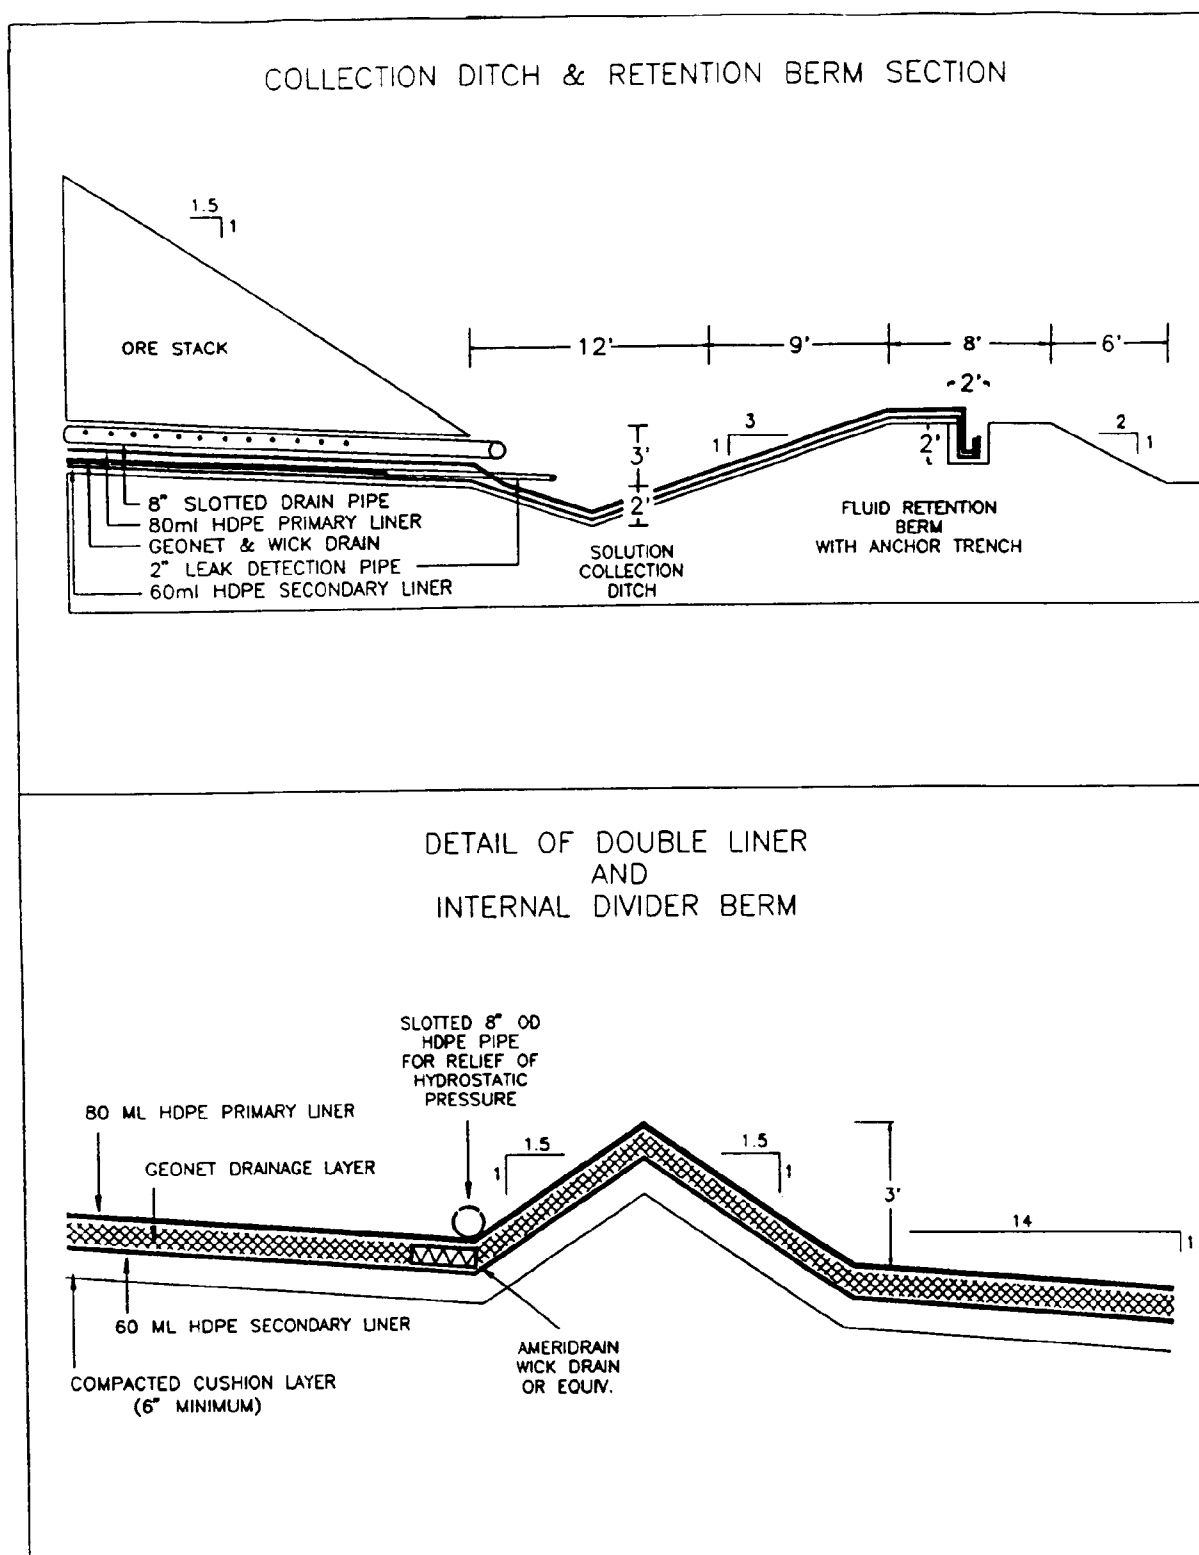 COLLECTION DITCH & RETENTION BERM SECTION
1.5
1
ORE STACK
12'
9'
8'
6'
2'
3
1
3'
2'
2'
2
1
8" SLOTTED DRAIN PIPE
80ml HDPE PRIMARY LINER
GEONET & WICK DRAIN
2" LEAK DETECTION PIPE
60ml HDPE SECONDARY LINER
SOLUTION
COLLECTION
DITCH
FLUID RETENTION
BERM
WITH ANCHOR TRENCH
DETAIL OF DOUBLE LINER
AND
INTERNAL DIVIDER BERM
SLOTTED 8" OD
HDPE PIPE
FOR RELIEF OF
HYDROSTATIC
PRESSURE
80 ML HDPE PRIMARY LINER
GEONET DRAINAGE LAYER
1.5
1
1.5
1
3'
14
1
60 ML HDPE SECONDARY LINER
COMPACTED CUSHION LAYER
(6" MINIMUM)
AMERIDRAIN
WICK DRAIN
OR EQUIV.